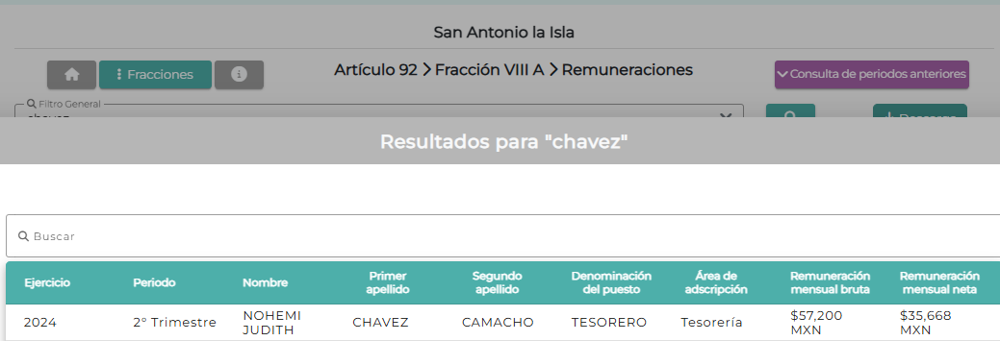 San Antonio la Isla
Fracciones
Artículo 92 > Fracción VIII A > Remuneraciones
Consulta de periodos anteriores
Filtro General
chavez
Descarga
Resultados para "chavez"
Buscar
Ejercicio Periodo Nombre Primer apellido Segundo apellido Denominación del puesto Área de adscripción Remuneración mensual bruta Remuneración mensual neta
2024 2° Trimestre NOHEMI JUDITH CHAVEZ CAMACHO TESORERO Tesorería $57,200 MXN $35,668 MXN